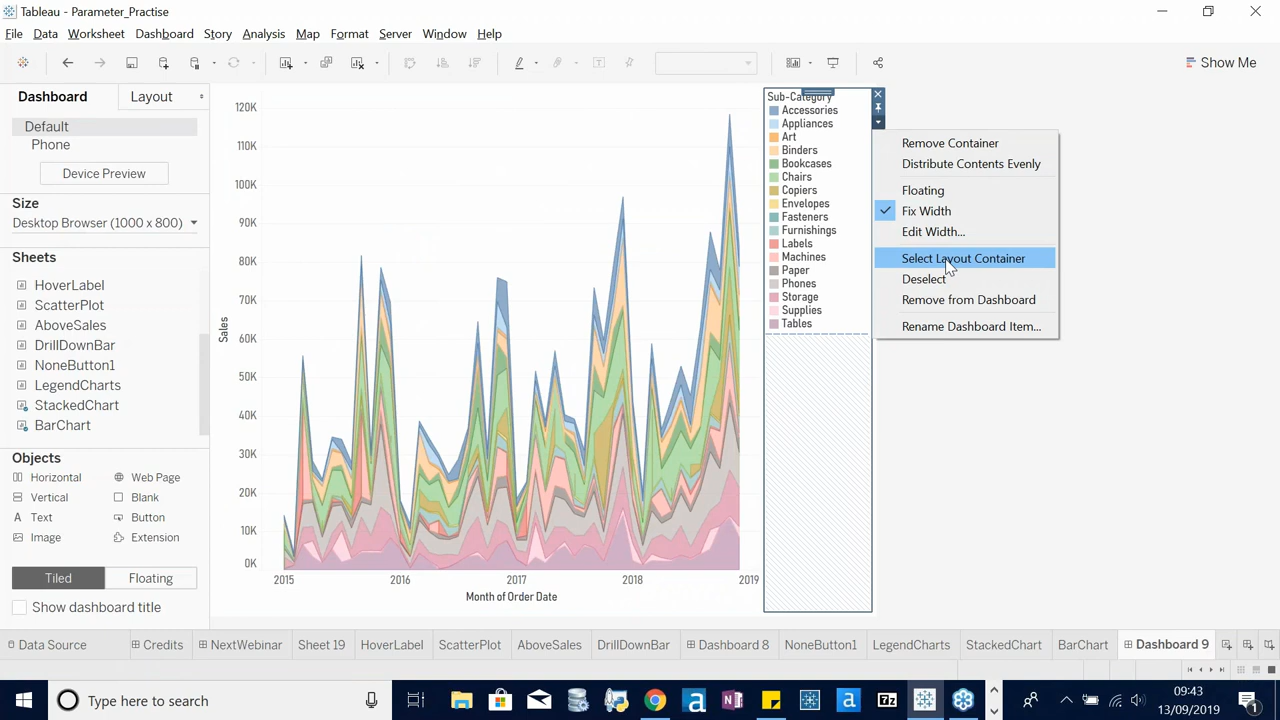 Tableau - Parameter_Practise
File Data Worksheet Dashboard Story Analysis Map Format Server Window Help
Show Me
Dashboard Layout
Default
Phone
Device Preview
Size
Desktop Browser (1000 x 800)
Sheets
HoverLabel
ScatterPlot
AboveSales
DrillDownBar
NoneButton1
LegendCharts
StackedChart
BarChart
Objects
Horizontal Web Page
Vertical Blank
A Text Button
Image Extension
Tiled Floating
Show dashboard title
120K
110K
100K
90K
80K
70K
60K
50K
40K
30K
20K
10K
0K
Sales
2015 2016 2017 2018 2019
Month of Order Date
Sub-Category
Accessories
Appliances
Art
Binders
Bookcases
Chairs
Copiers
Envelopes
Fasteners
Furnishings
Labels
Machines
Paper
Phones
Storage
Supplies
Tables
Remove Container
Distribute Contents Evenly
Floating
Fix Width
Edit Width...
Select Layout Container
Deselect
Remove from Dashboard
Rename Dashboard Item...
Data Source Credits NextWebinar Sheet 19 HoverLabel ScatterPlot AboveSales DrillDownBar Dashboard 8 NoneButton1 LegendCharts StackedChart BarChart Dashboard 9
Type here to search
a N a Zz
09:43
13/09/2019
1